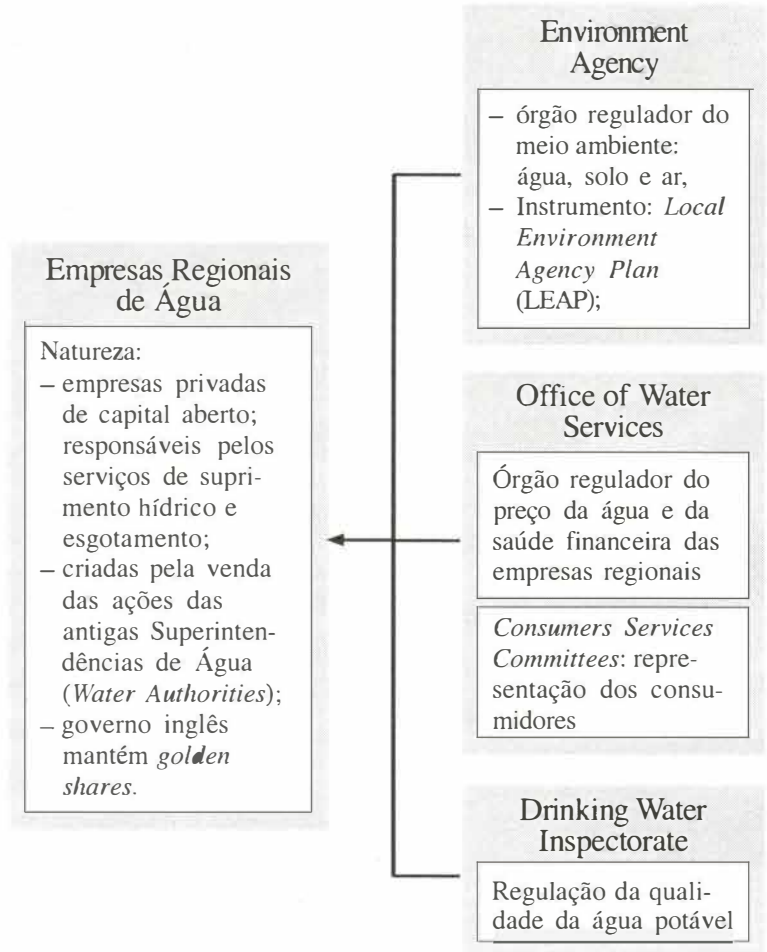 Empresas Regionais
de Água
Natureza:
– empresas privadas
de capital aberto;
responsáveis pelos
serviços de supri-
mento hídrico e
esgotamento;
– criadas pela venda
das ações das
antigas Superinten-
dências de Água
(Water Authorities);
– governo inglês
mantém golden
shares.
Environment
Agency
– órgão regulador do
meio ambiente:
água, solo e ar,
– Instrumento: Local
Environment
Agency Plan
(LEAP);
Office of Water
Services
Órgão regulador do
preço da água e da
saúde financeira das
empresas regionais
Consumers Services
Committees: repre-
sentação dos consu-
midores
Drinking Water
Inspectorate
Regulação da quali-
dade da água potável